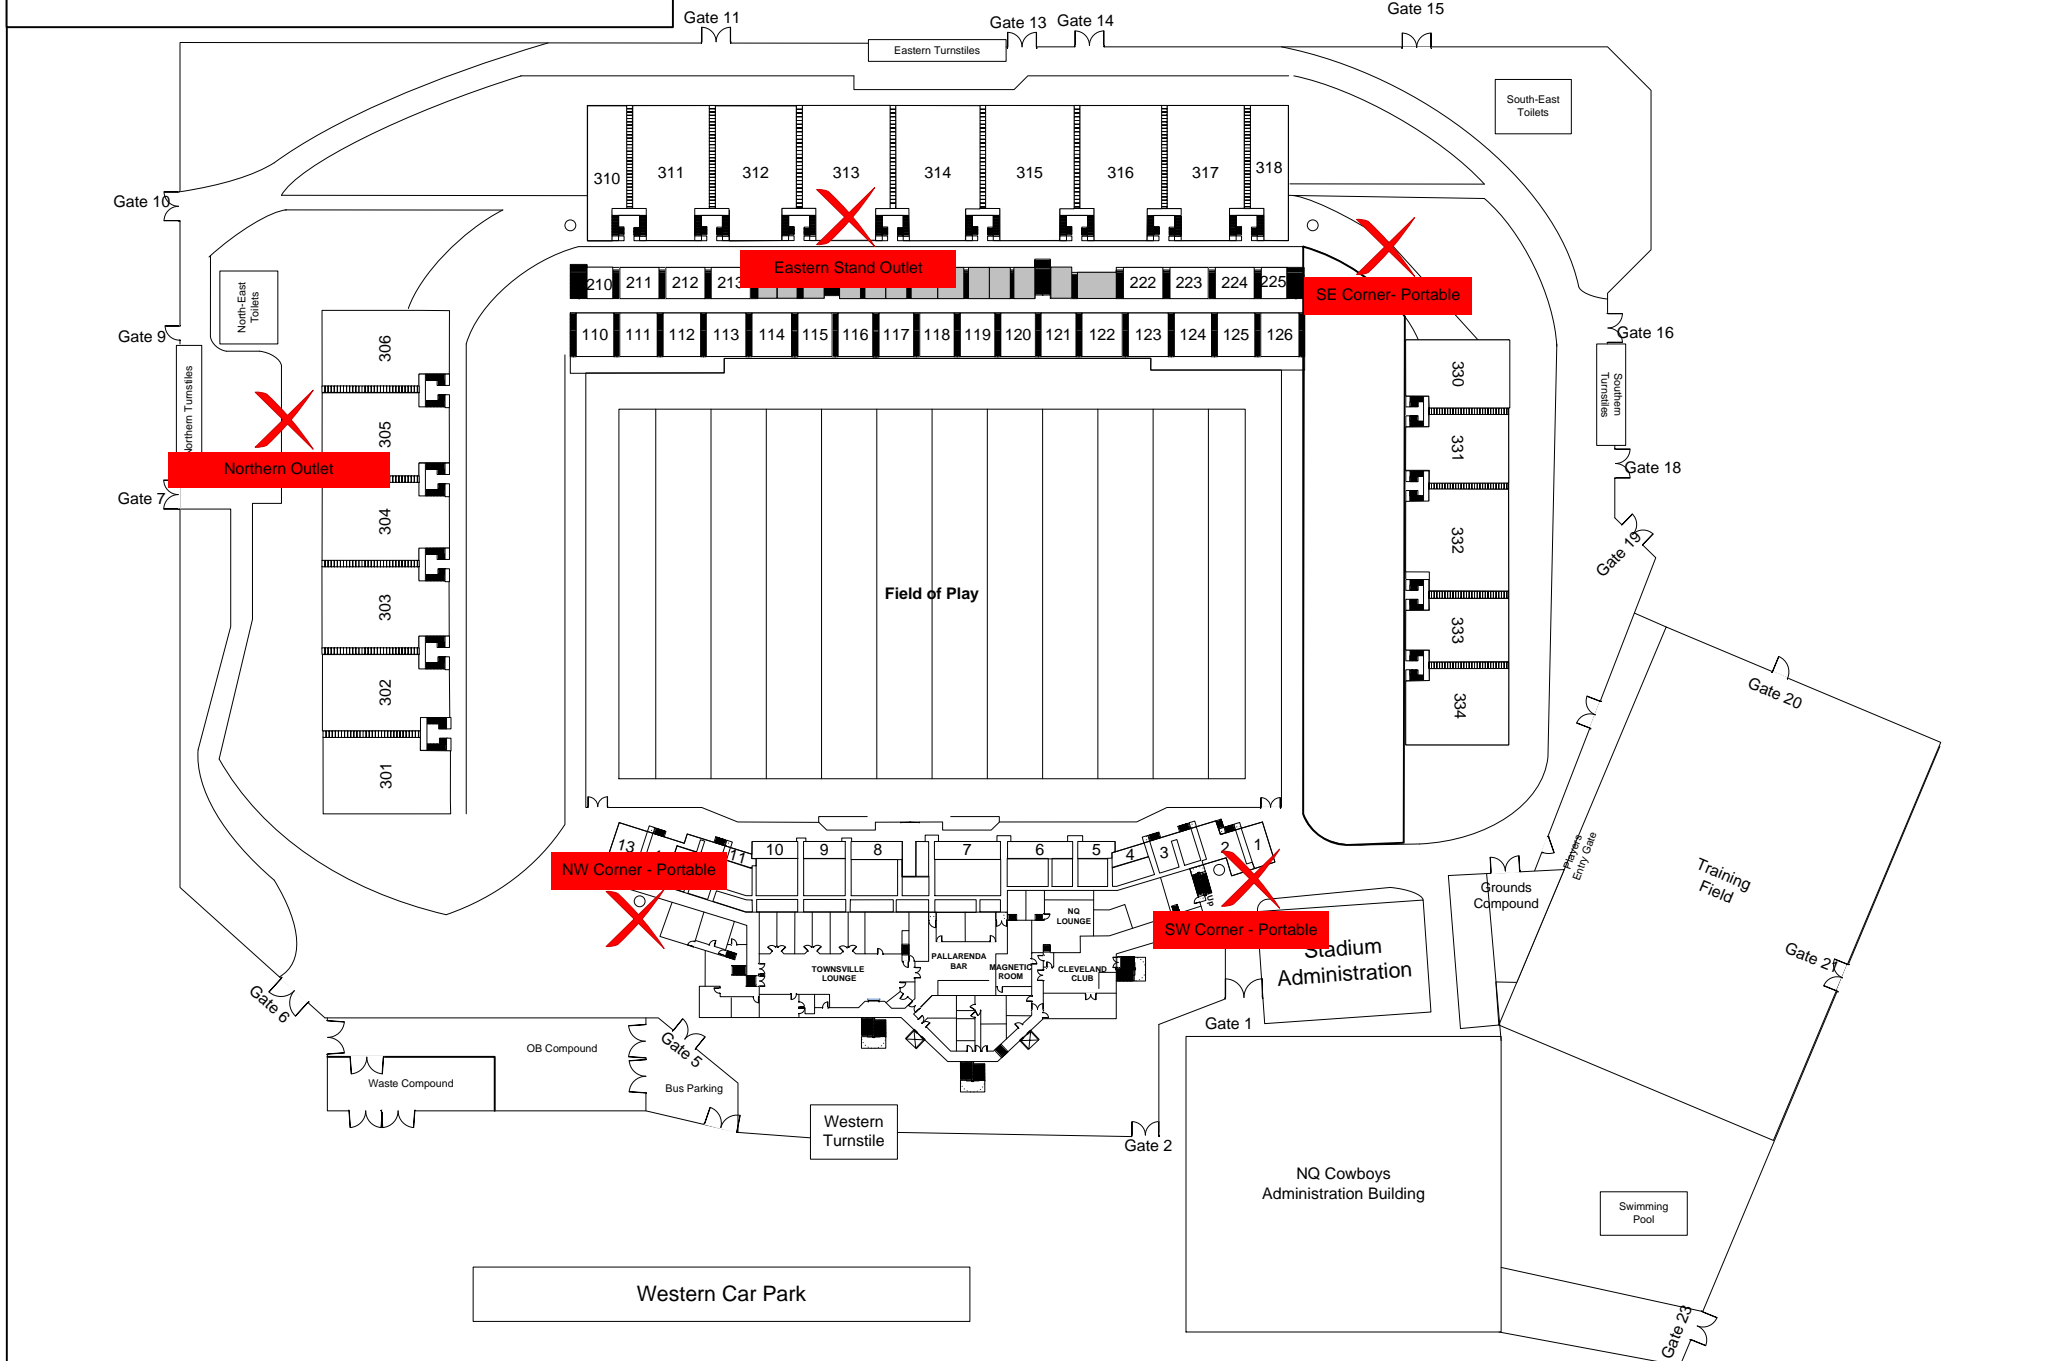 Gate 11
Gate 13
Gate 14
Gate 15
Eastern Turnstiles
South-East
Toilets
310
311
312
313
314
315
316
317
318
Gate 10
Eastern Stand Outlet
210
211
212
213
222
223
224
225
SE Corner- Portable
North-East
Toilets
Gate 9
110
111
112
113
114
115
116
117
118
119
120
121
122
123
124
125
126
Gate 16
Northern Turnstiles
Southern
Turnstiles
306
305
304
303
302
301
330
331
332
333
334
Northern Outlet
Gate 7
Gate 18
Gate 19
Field of Play
Gate 20
Training
Field
Players
Entry Gate
Grounds
Compound
Gate 21
13
11
10
9
8
7
6
5
4
3
2
1
NW Corner - Portable
SW Corner - Portable
UP
NQ
LOUNGE
TOWNSVILLE
LOUNGE
PALLARENDA
BAR
MAGNETIC
ROOM
CLEVELAND
CLUB
Stadium
Administration
Gate 6
Gate 5
Gate 1
OB Compound
Waste Compound
Bus Parking
Western
Turnstile
Gate 2
NQ Cowboys
Administration Building
Swimming
Pool
Western Car Park
Gate 23